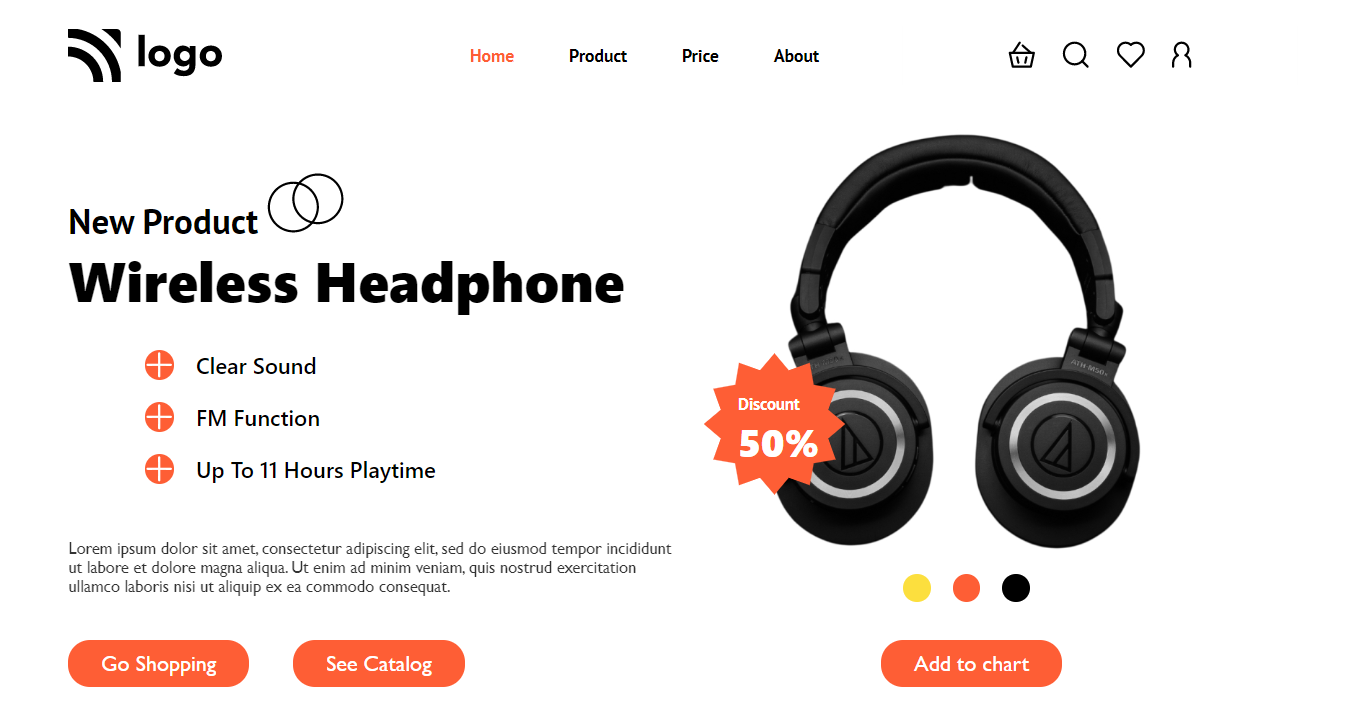 logo
Home
Product
Price
About
New Product
Wireless Headphone
Clear Sound
FM Function
Up To 11 Hours Playtime
Lorem ipsum dolor sit amet, consectetur adipiscing elit, sed do eiusmod tempor incididunt
ut labore et dolore magna aliqua. Ut enim ad minim veniam, quis nostrud exercitation
ullamco laboris nisi ut aliquip ex ea commodo consequat.
Go Shopping
See Catalog
Discount
50%
ATH-M50x
Add to chart